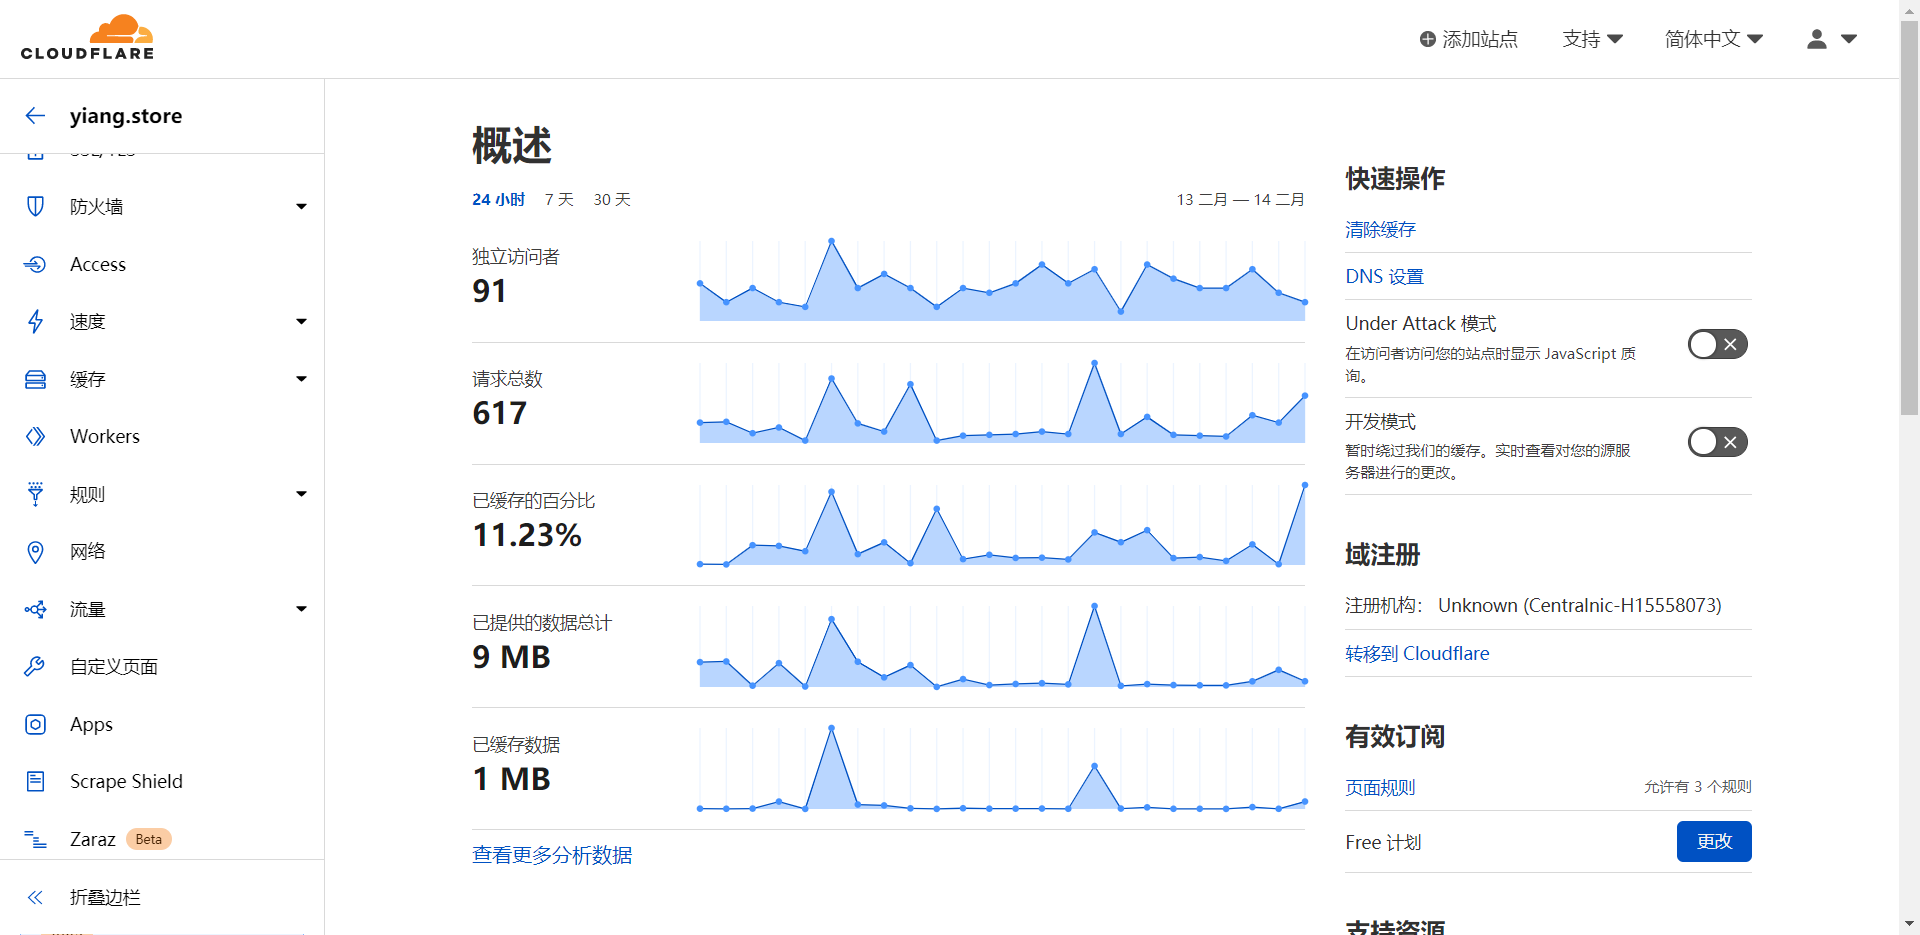 CLOUDFLARE
添加站点
支持
简体中文
yiang.store
防火墙
Access
速度
缓存
Workers
规则
网络
流量
自定义页面
Apps
Scrape Shield
Zaraz Beta
折叠边栏
概述
24 小时 7 天 30 天
13 二月 — 14 二月
独立访问者
91
请求总数
617
已缓存的百分比
11.23%
已提供的数据总计
9 MB
已缓存数据
1 MB
查看更多分析数据
快速操作
清除缓存
DNS 设置
Under Attack 模式
在访问者访问您的站点时显示 JavaScript 质
询。
开发模式
暂时绕过我们的缓存。实时查看对您的源服
务器进行的更改。
域注册
注册机构： Unknown (Centralnic-H15558073)
转移到 Cloudflare
有效订阅
页面规则 允许有 3 个规则
Free 计划 更改
支持资源